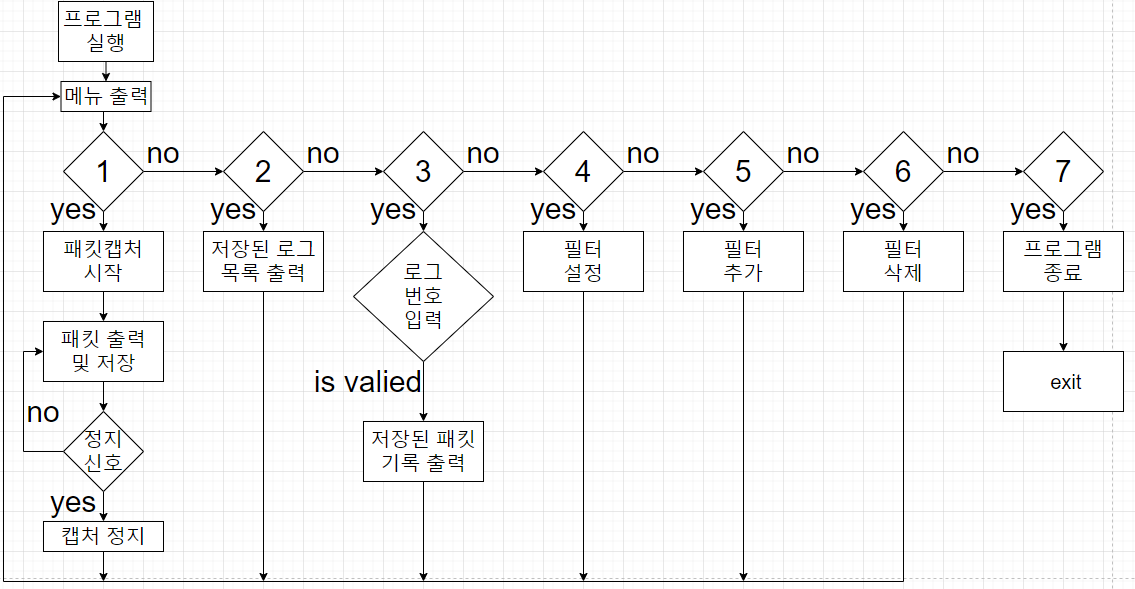 프로그램
실행
메뉴 출력
1
no
2
no
3
no
4
no
5
no
6
no
7
yes
yes
yes
yes
yes
yes
yes
패킷캡처
시작
저장된 로그
목록 출력
로그
번호
입력
필터
설정
필터
추가
필터
삭제
프로그램
종료
패킷 출력
및 저장
is valied
exit
no
정지
신호
저장된 패킷
기록 출력
yes
캡처 정지